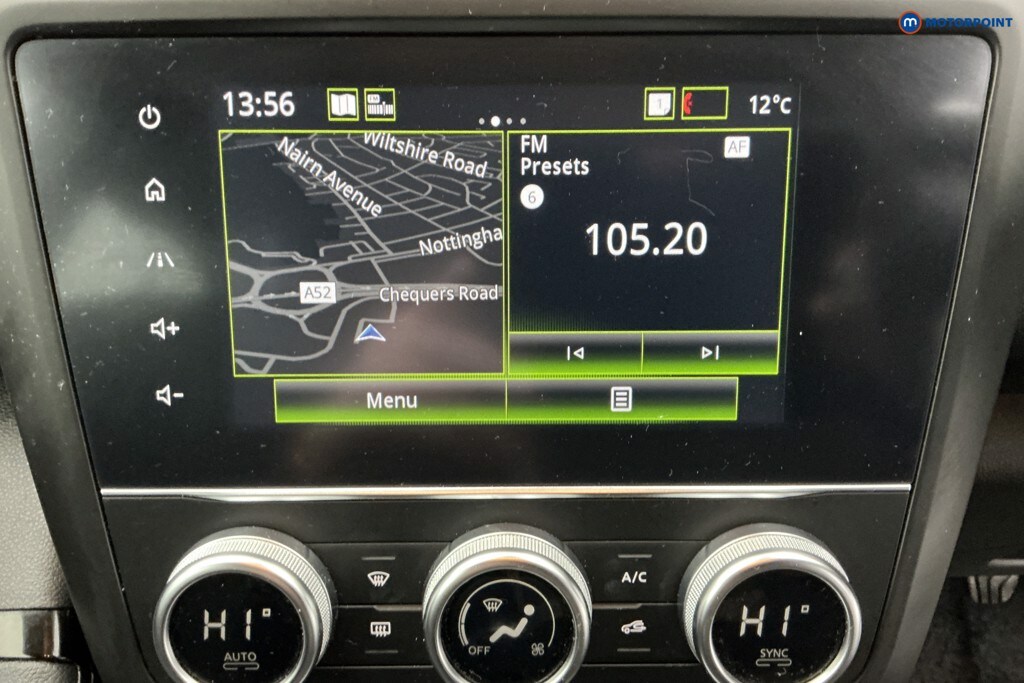 m MOTORPOINT
13:56
1
12°C
Wiltshire Road
Nairn Avenue
Nottingha
A52
Chequers Road
FM
Presets
AF
6
105.20
Menu
HI°
AUTO
OFF
A/C
HI°
SYNC